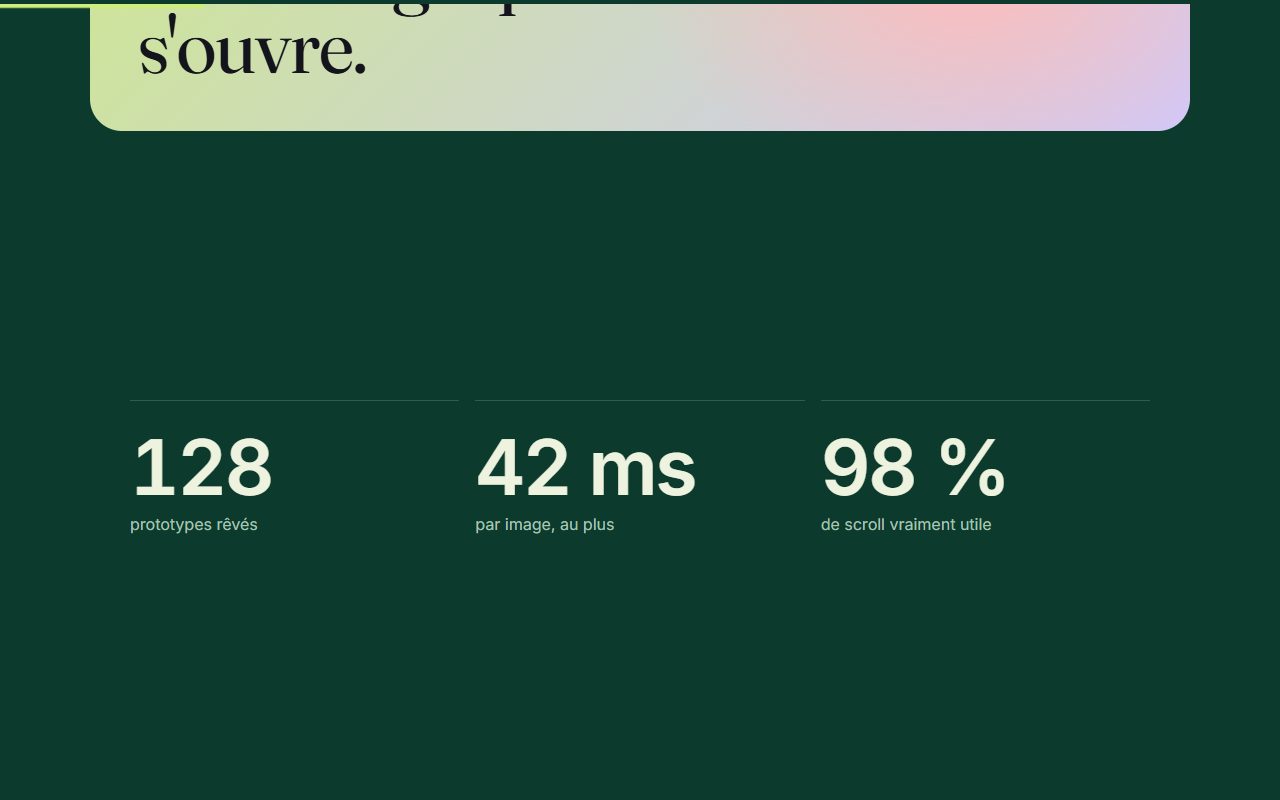 s'ouvre.
128
42 ms
98 %
prototypes rêvés
par image, au plus
de scroll vraiment utile